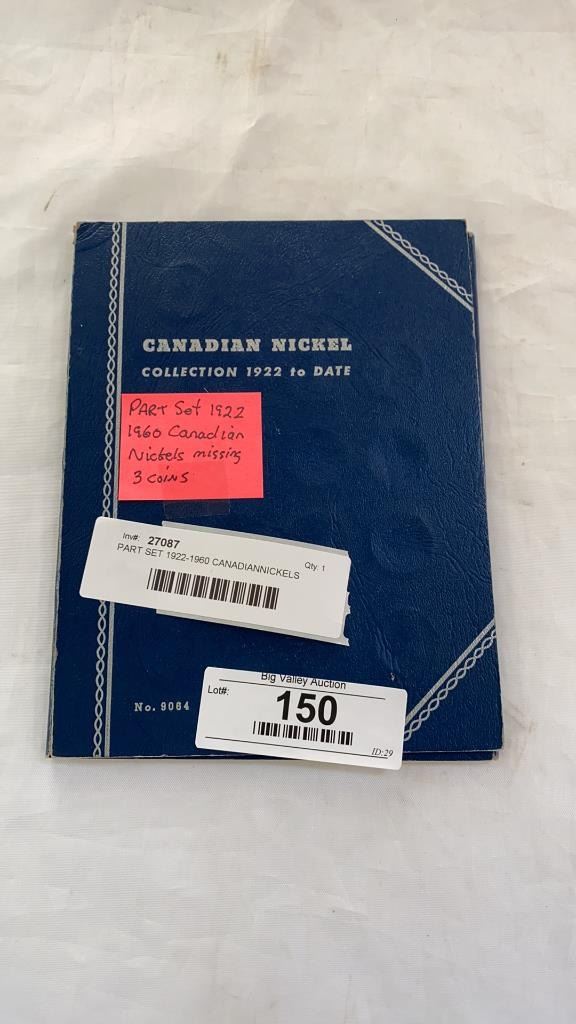 CANADIAN NICKEL
COLLECTION 1922 to DATE
PART Set 1922
1960 Canadian
Nickels missing
3 COINS
Inv#: 27087
Qty: 1
PART SET 1922-1960 CANADIANNICKELS
No. 9064
Big Valley Auction
Lot#:
150
ID:29